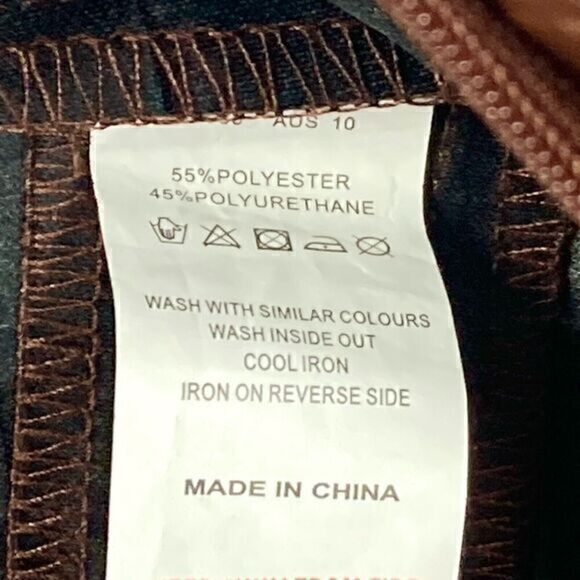 AUS 10
55%POLYESTER
45%POLYURETHANE
WASH WITH SIMILAR COLOURS
WASH INSIDE OUT
COOL IRON
IRON ON REVERSE SIDE
MADE IN CHINA